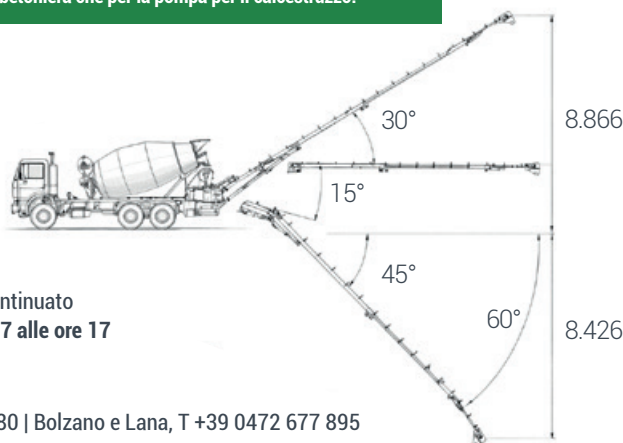 betoniera che per la pompa per il calcestruzzo.
30°
8.866
15°
45°
ntinuato
7 alle ore 17
60°
8.426
30 | Bolzano e Lana, T +39 0472 677 895